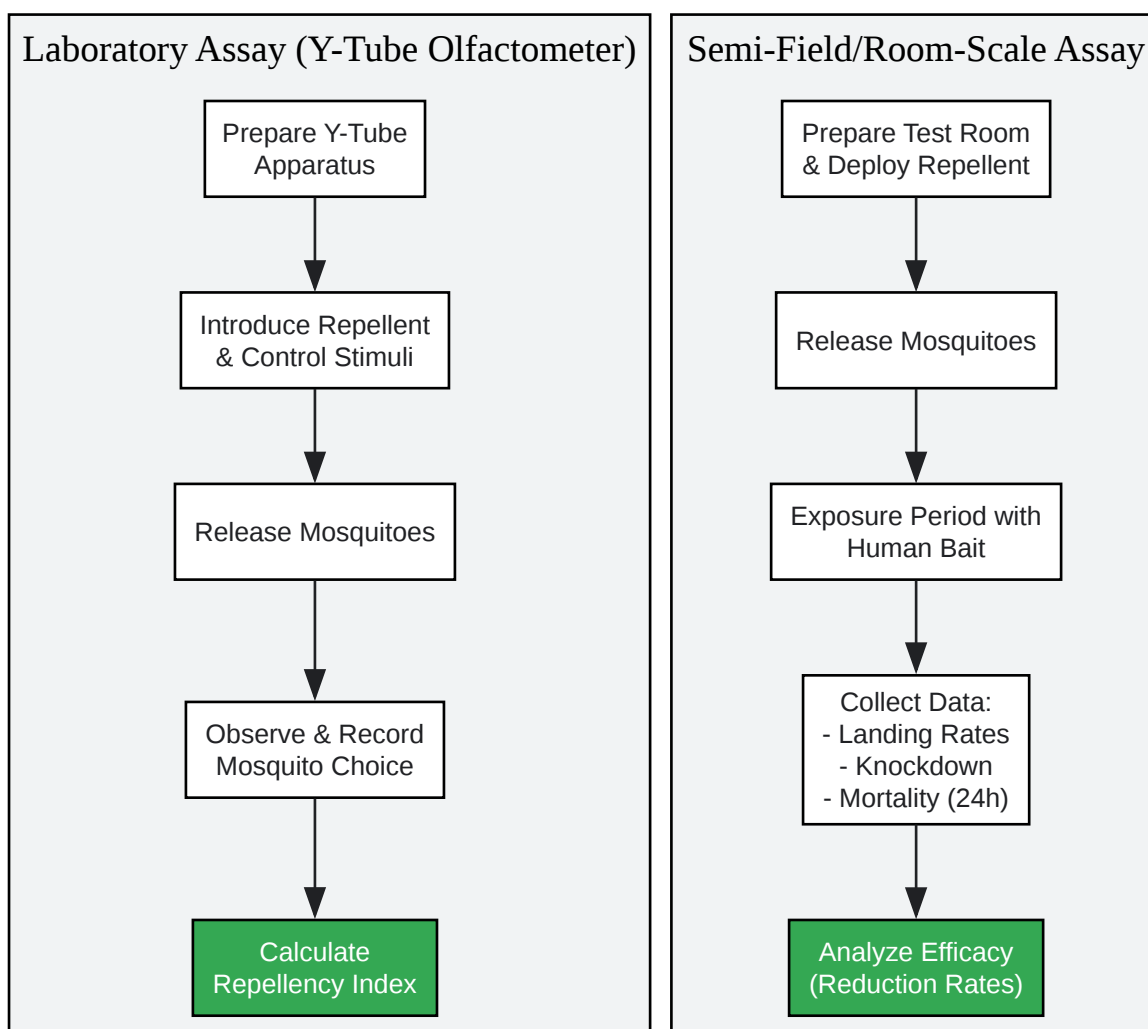 Laboratory Assay (Y-Tube Olfactometer)
Prepare Y-Tube
Apparatus
Introduce Repellent
& Control Stimuli
Release Mosquitoes
Observe & Record
Mosquito Choice
Calculate
Repellency Index
Semi-Field/Room-Scale Assay
Prepare Test Room
& Deploy Repellent
Release Mosquitoes
Exposure Period with
Human Bait
Collect Data:
- Landing Rates
- Knockdown
- Mortality (24h)
Analyze Efficacy
(Reduction Rates)